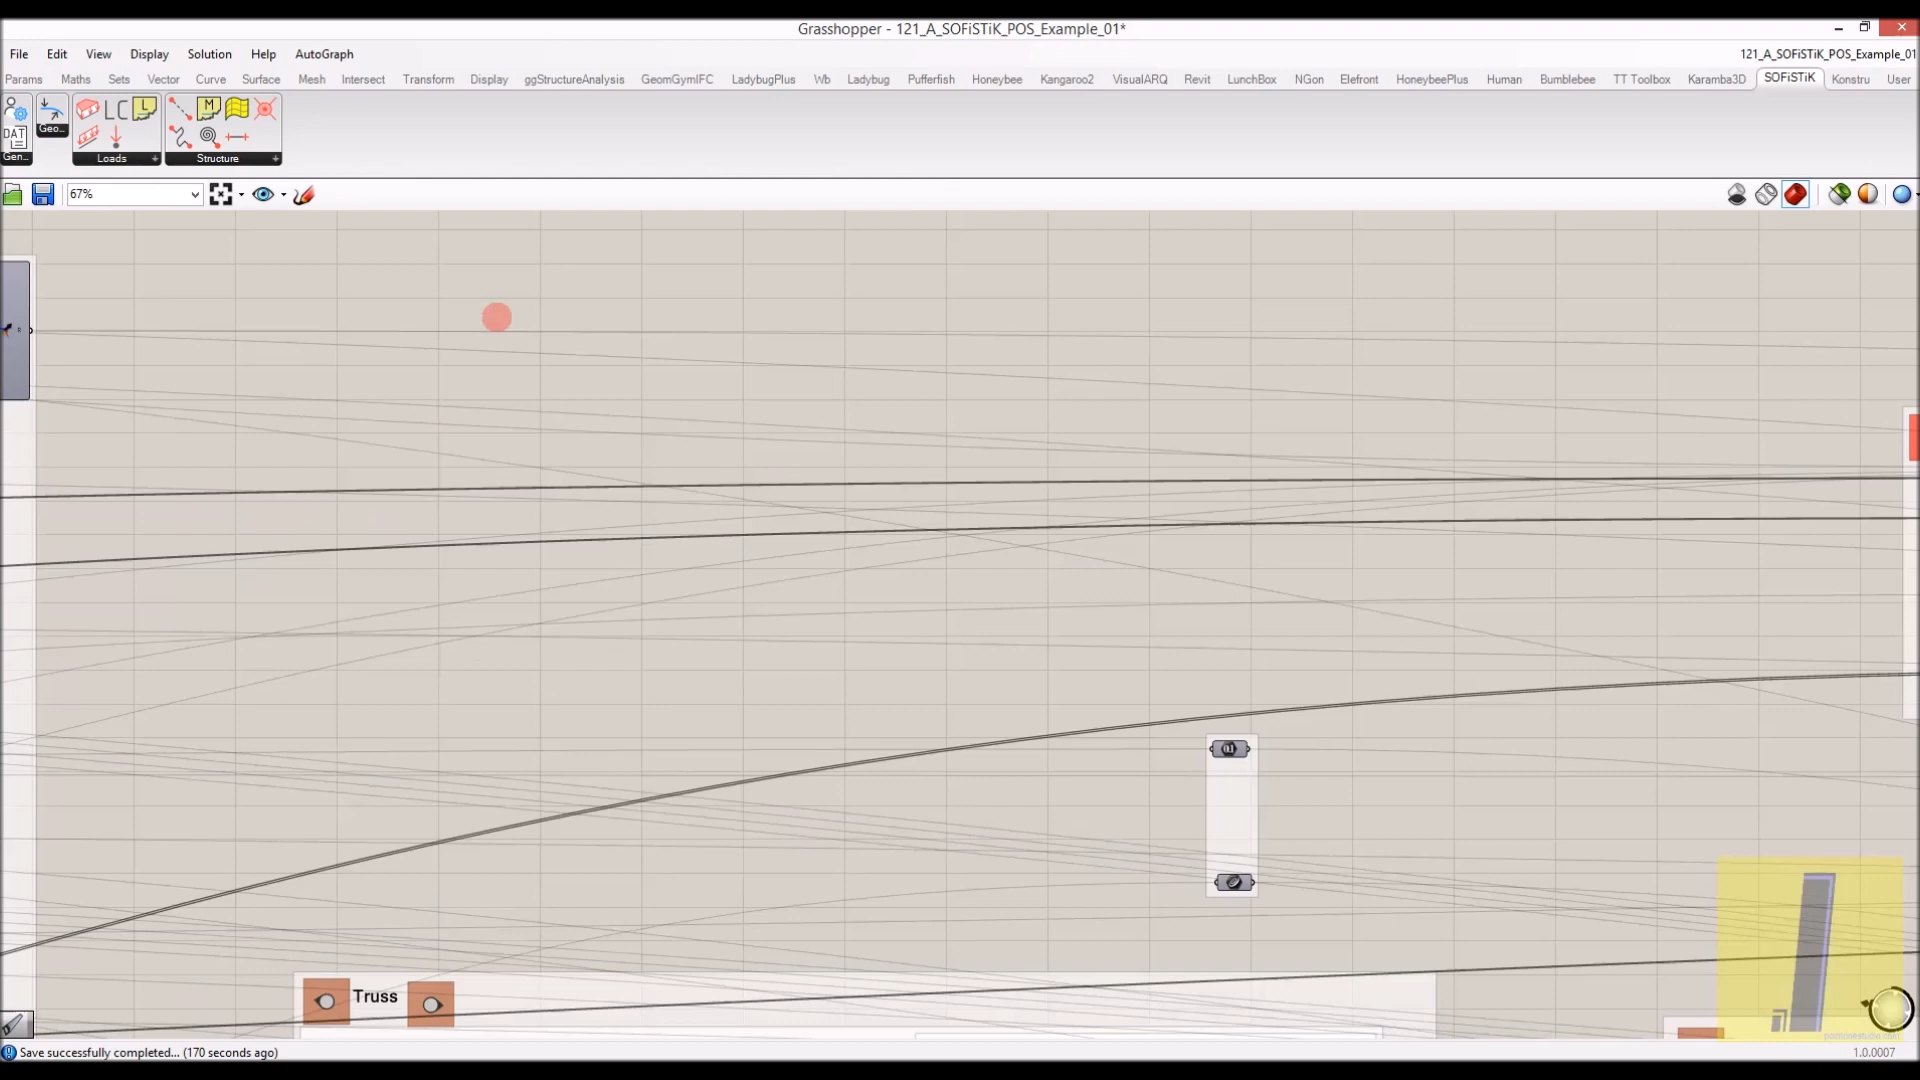 Grasshopper - 121_A_SOFiSTiK_POS_Example_01*
File Edit View Display Solution Help AutoGraph
121_A_SOFiSTiK_POS_Example_01
Params Maths Sets Vector Curve Surface Mesh Intersect Transform Display ggStructureAnalysis GeomGymIFC LadybugPlus Wb Ladybug Pufferfish Honeybee Kangaroo2 VisualARQ Revit LunchBox NGon Elefront HoneybeePlus Human Bumblebee TT Toolbox Karamba3D SOFiSTiK Konstru User
LC L M
DAT
Geo...
Gen... Loads Structure
67%
01
Truss
Save successfully completed... (170 seconds ago)
1.0.0007